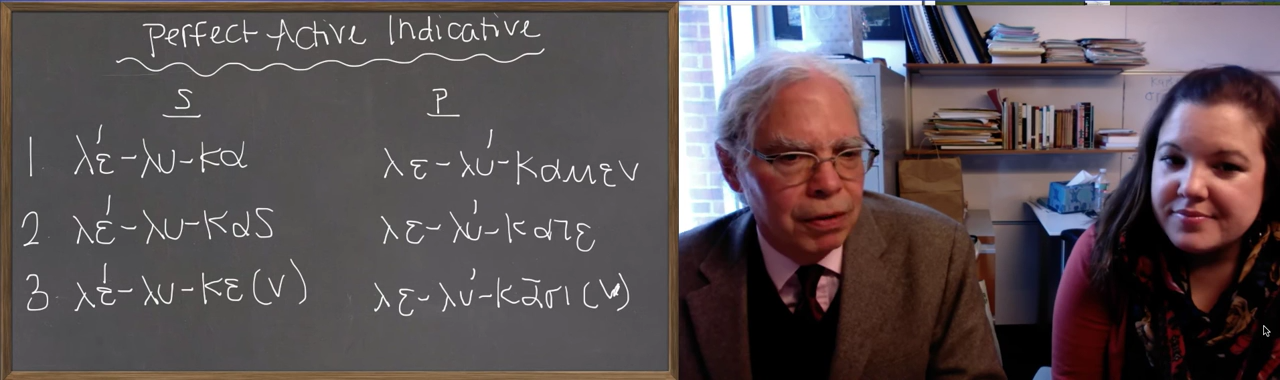 Perfect Active Indicative
S P
1. λέ-λυ-κα λε-λύ-καμεν
2. λέ-λυ-κας λε-λύ-κατε
3. λέ-λυ-κε(ν) λε-λύ-κᾱσι(ν)